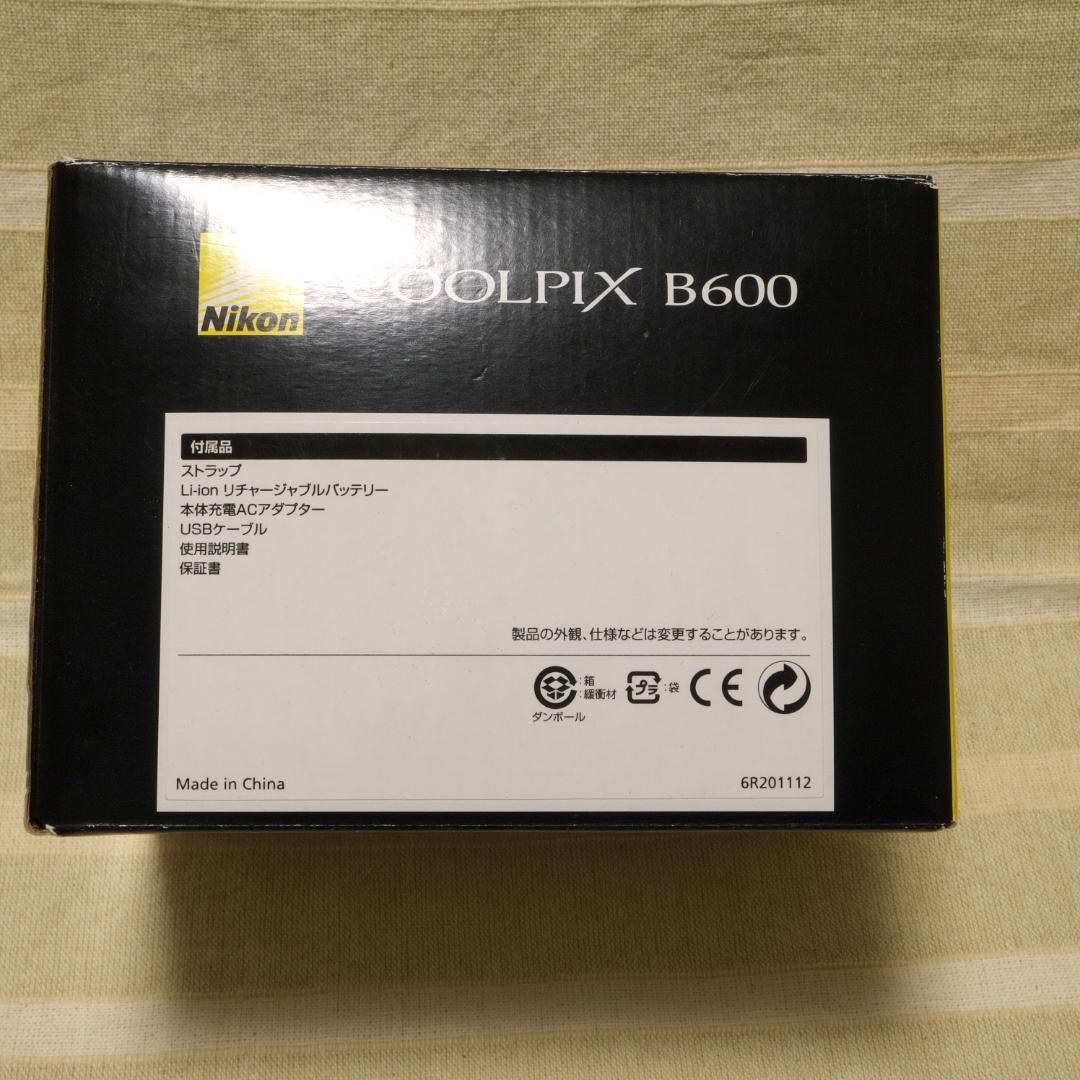 Nikon
COOLPIX B600
付属品
ストラップ
Li-ion リチャージャブルバッテリー
本体充電ACアダプター
USBケーブル
使用説明書
保証書
製品の外観、仕様などは変更することがあります。
:箱
:緩衝材
プラ
:袋
CE
ダンボール
Made in China
6R201112